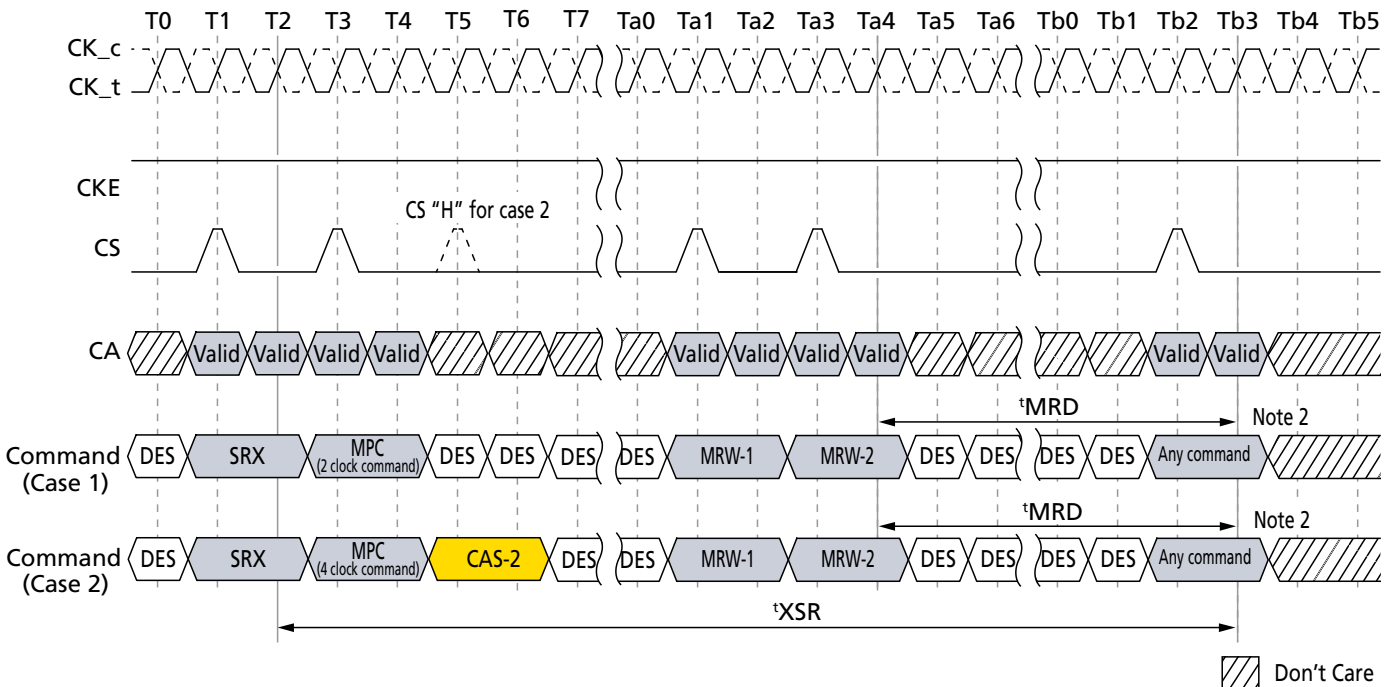 T0 T1 T2 T3 T4 T5 T6 T7 Ta0 Ta1 Ta2 Ta3 Ta4 Ta5 Ta6 Tb0 Tb1 Tb2 Tb3 Tb4 Tb5
CK_c
CK_t
CKE
CS "H" for case 2
CS
CA Valid Valid Valid Valid Valid Valid Valid Valid Valid Valid
tMRD Note 2
Command (Case 1) DES SRX MPC (2 clock command) DES DES DES DES MRW-1 MRW-2 DES DES DES DES Any command
tMRD Note 2
Command (Case 2) DES SRX MPC (4 clock command) CAS-2 DES DES MRW-1 MRW-2 DES DES DES DES Any command
tXSR
Don't Care